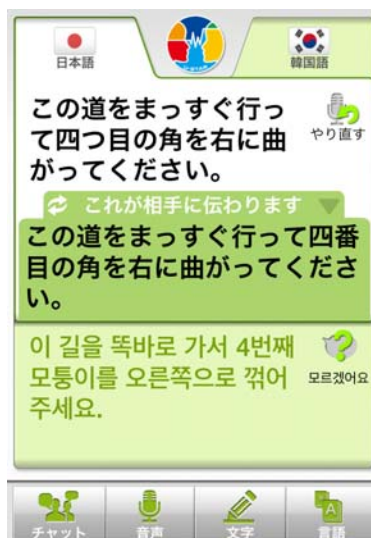 日本語
韓国語
この道をまっすぐ行っ
て四つ目の角を右に曲
がってください。
やり直す
これが相手に伝わります
この道をまっすぐ行って四番
目の角を右に曲がってくださ
い。
이 길을 똑바로 가서 4번째
모퉁이를 오른쪽으로 꺾어
주세요.
모르겠어요
チャット
音声
文字
言語